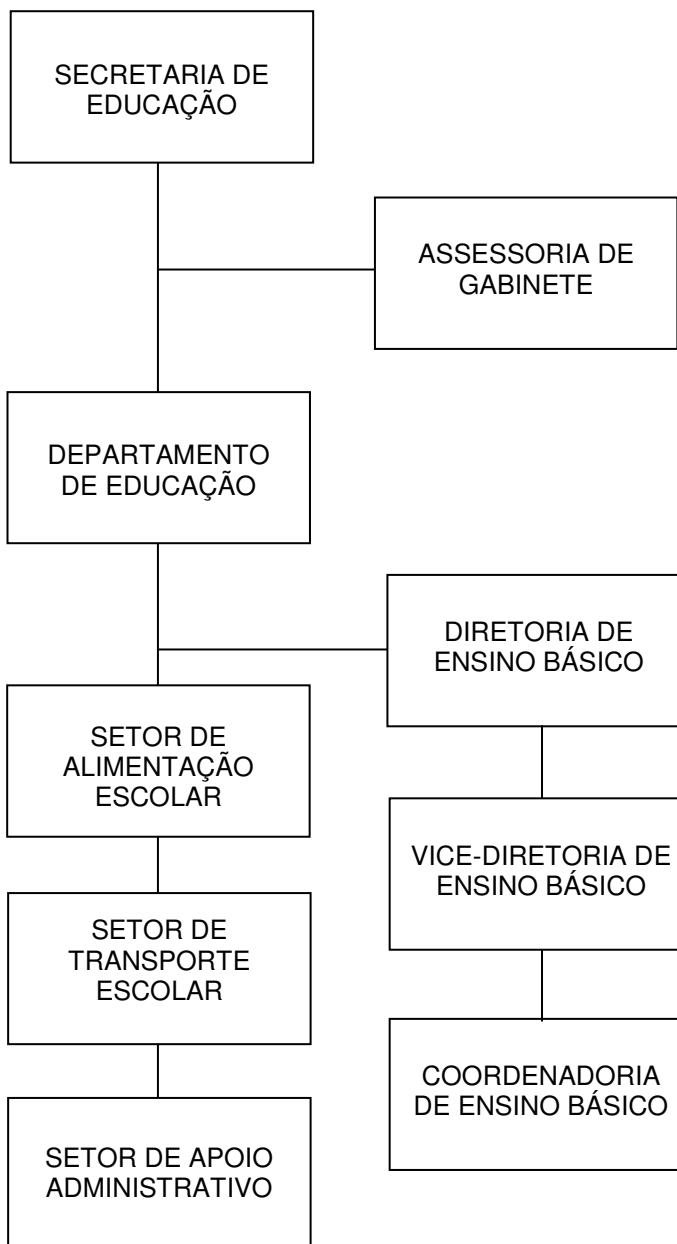 SECRETARIA DE
EDUCAÇÃO
ASSESSORIA DE
GABINETE
DEPARTAMENTO
DE EDUCAÇÃO
DIRETORIA DE
ENSINO BÁSICO
SETOR DE
ALIMENTAÇÃO
ESCOLAR
VICE-DIRETORIA DE
ENSINO BÁSICO
SETOR DE
TRANSPORTE
ESCOLAR
COORDENADORIA
DE ENSINO BÁSICO
SETOR DE APOIO
ADMINISTRATIVO